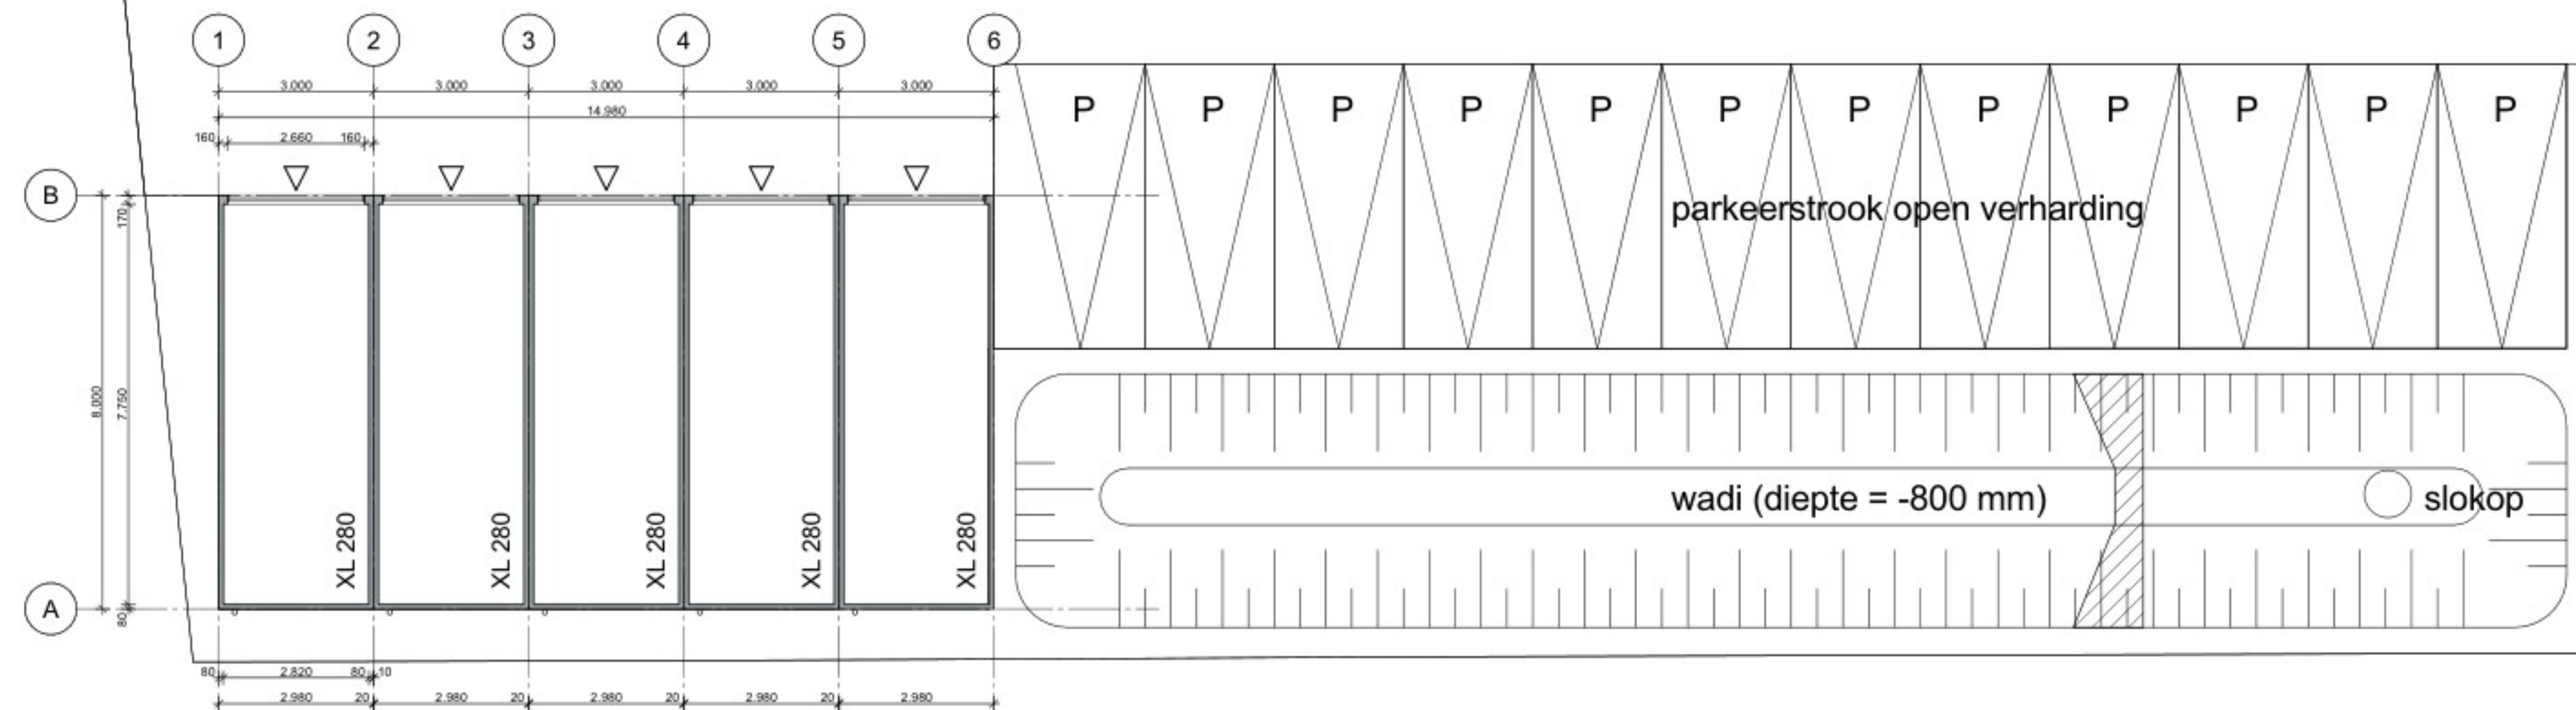 1 2 3 4 5 6
3.000 3.000 3.000 3.000 3.000
14.980
160 2.660 160
P P P P P P P P P P P P
B
170
parkeerstrook open verharding
8.000
7.750
XL 280 XL 280 XL 280 XL 280 XL 280
wadi (diepte = -800 mm)
slokop
A
80
80 2.820 80 10
2.980 20 2.980 20 2.980 20 2.980 20 2.980